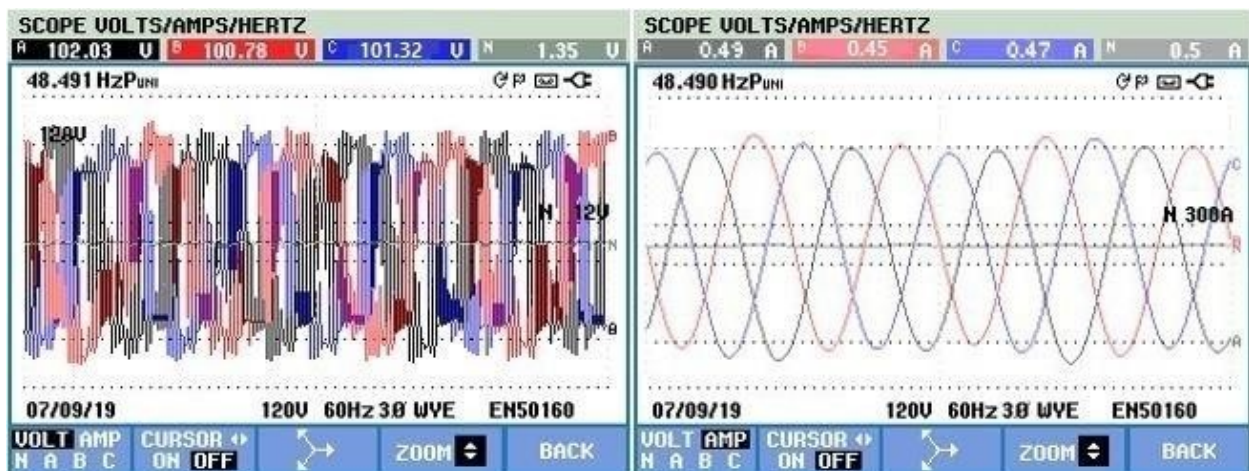 SCOPE VOLTS/AMPS/HERTZ
A 102.03 V B 100.78 V C 101.32 V N 1.35 V
48.491 HzPUNI
120V
B
N 12V
N
A
07/09/19 120V 60Hz 3Ø WYE EN50160
VOLT AMP CURSOR ZOOM BACK
N A B C ON OFF
SCOPE VOLTS/AMPS/HERTZ
A 0.49 A B 0.45 A C 0.47 A N 0.5 A
48.490 HzPUNI
C
N 300A
A
07/09/19 120V 60Hz 3Ø WYE EN50160
VOLT AMP CURSOR ZOOM BACK
N A B C ON OFF